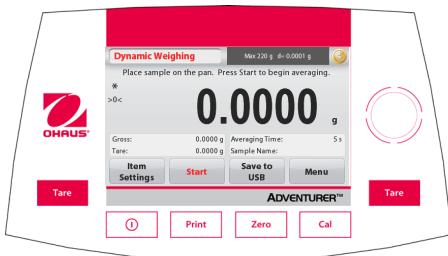 Dynamic Weighing
Max 220 g d= 0.0001 g
Place sample on the pan. Press Start to begin averaging.
*
>0<
0.0000 g
Gross: 0.0000 g Averaging Time: 5 s
Tare: 0.0000 g Sample Name:
Item Settings
Start
Save to USB
Menu
OHAUS®
Tare
Tare
ADVENTURER™
Print
Zero
Cal